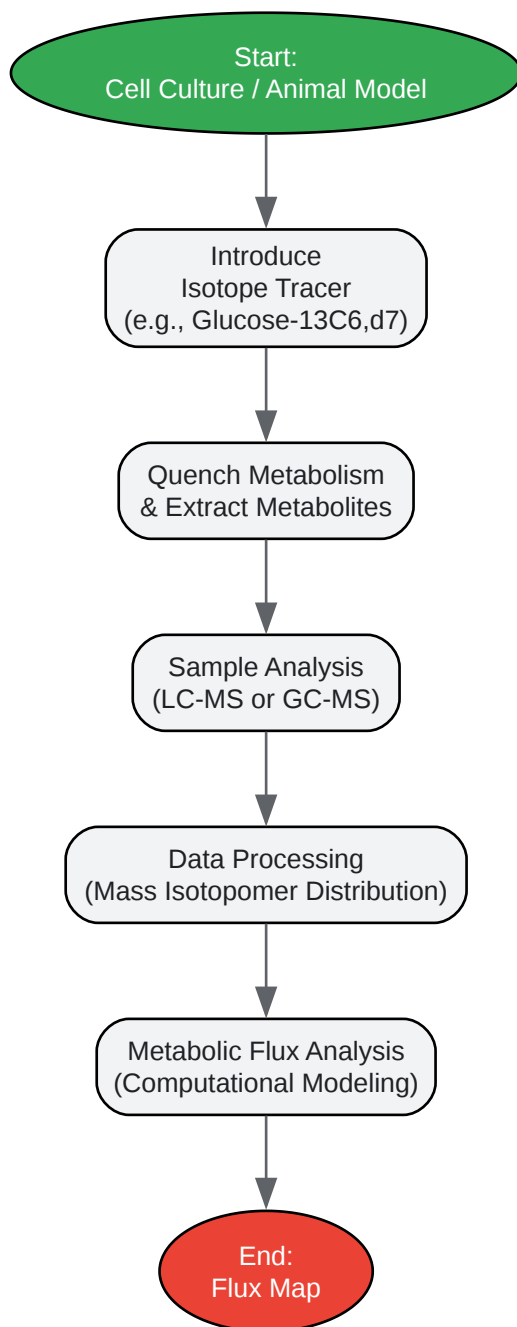 Start:
Cell Culture / Animal Model
Introduce
Isotope Tracer
(e.g., Glucose-13C6,d7)
Quench Metabolism
& Extract Metabolites
Sample Analysis
(LC-MS or GC-MS)
Data Processing
(Mass Isotopomer Distribution)
Metabolic Flux Analysis
(Computational Modeling)
End:
Flux Map